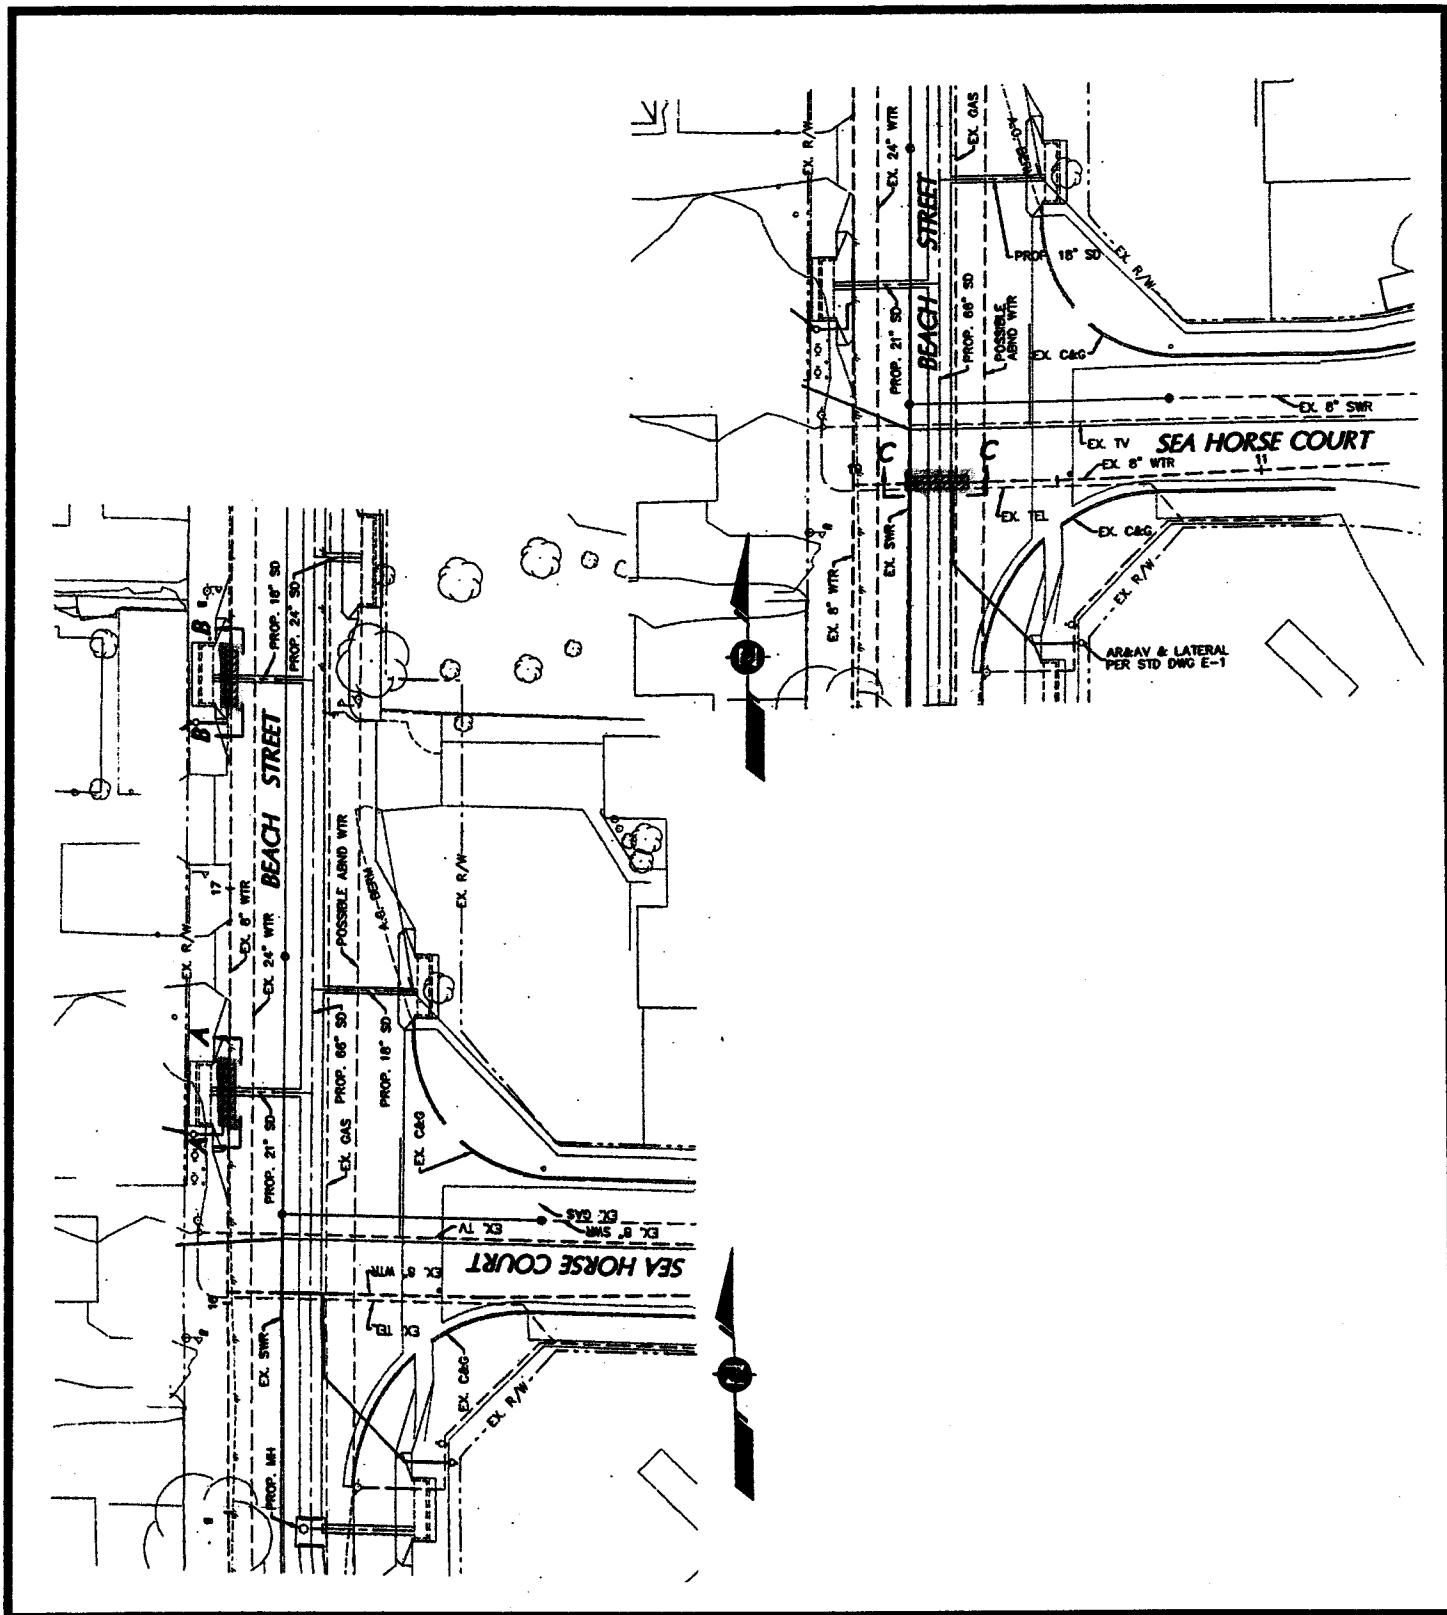 EX. R/W
EX. 24" WTR
EX. GAS
A.C. BERM
BEACH STREET
PROP. 18" SD
EX. R/W
PROP. 21" SD
PROP. 66" SD
POSSIBLE
ABND WTR
EX. C&G
EX. 8" SWR
EX. TV
SEA HORSE COURT
EX. 8" WTR
11
C
C
EX. TEL
EX. SWR
EX. 8" WTR
EX. C&G
EX. R/W
AR&AV & LATERAL
PER STD DWG E-1
B
B'
PROP. 18" SD
PROP. 24" SD
BEACH STREET
POSSIBLE ABND WTR
A.C. BERM
EX. R/W
17
EX. 8" WTR
EX. R/W
EX. 24" WTR
A
PROP. 66" SD
PROP. 18" SD
PROP. 21" SD
EX. GAS
EX. C&G
EX. GAS
EX. 8" SWR
EX. TV
SEA HORSE COURT
EX. 8" WTR
16
EX. TEL
EX. SWR
EX. C&G
EX. R/W
PROP. MH